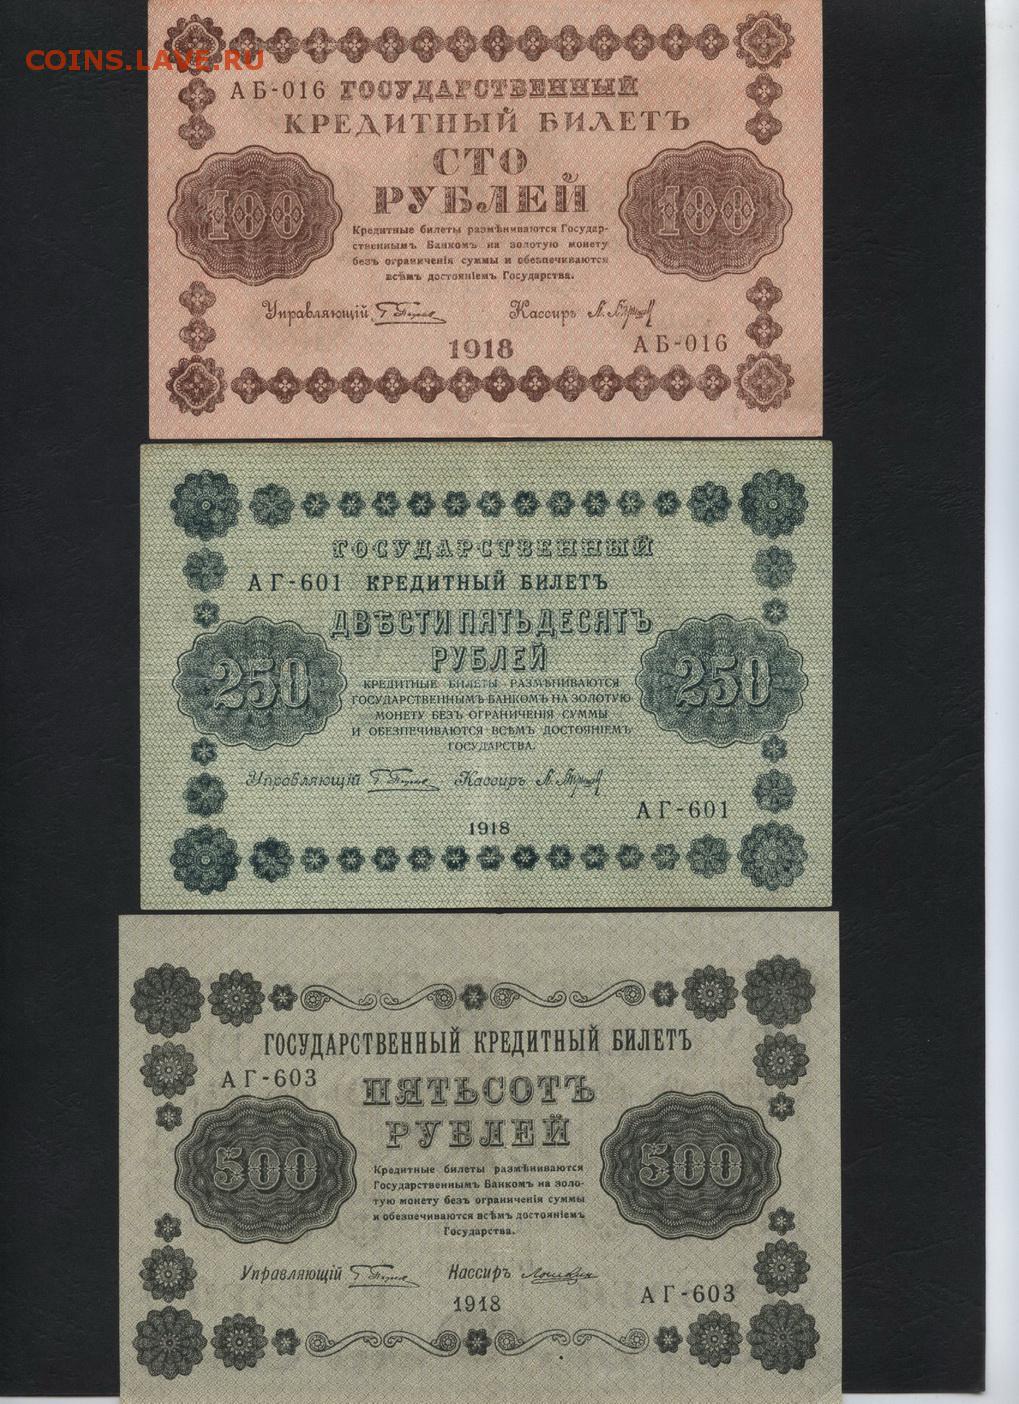 COINS.LAVE.RU
АБ-016 ГОСУДАРСТВЕННЫЙ
КРЕДИТНЫЙ БИЛЕТЪ
СТО
РУБЛЕЙ
100 100
Кредитные билеты размѣниваются Государ-
ственнымъ Банкомъ на золотую монету
безъ ограниченія суммы и обезпечиваются
всѣмъ достояніемъ Государства.
Управляющій Кассиръ
1918 АБ-016
ГОСУДАРСТВЕННЫЙ
АГ-601 КРЕДИТНЫЙ БИЛЕТЪ
ДВѢСТИ ПЯТЬДЕСЯТЪ
РУБЛЕЙ
250 250
КРЕДИТНЫЕ БИЛЕТЫ РАЗМѢНИВАЮТСЯ
ГОСУДАРСТВЕННЫМЪ БАНКОМЪ НА ЗОЛОТУЮ
МОНЕТУ БЕЗЪ ОГРАНИЧЕНІЯ СУММЫ
И ОБЕЗПЕЧИВАЮТСЯ ВСѢМЪ ДОСТОЯНІЕМЪ
ГОСУДАРСТВА.
Управляющій Кассиръ
АГ-601
1918
ГОСУДАРСТВЕННЫЙ КРЕДИТНЫЙ БИЛЕТЪ
АГ-603
ПЯТЬСОТЪ
РУБЛЕЙ
500 500
Кредитные билеты размѣниваются
Государственнымъ Банкомъ на золо-
тую монету безъ ограниченія суммы
и обезпечиваются всѣмъ достояніемъ
Государства.
Управляющій Кассиръ
1918 АГ-603